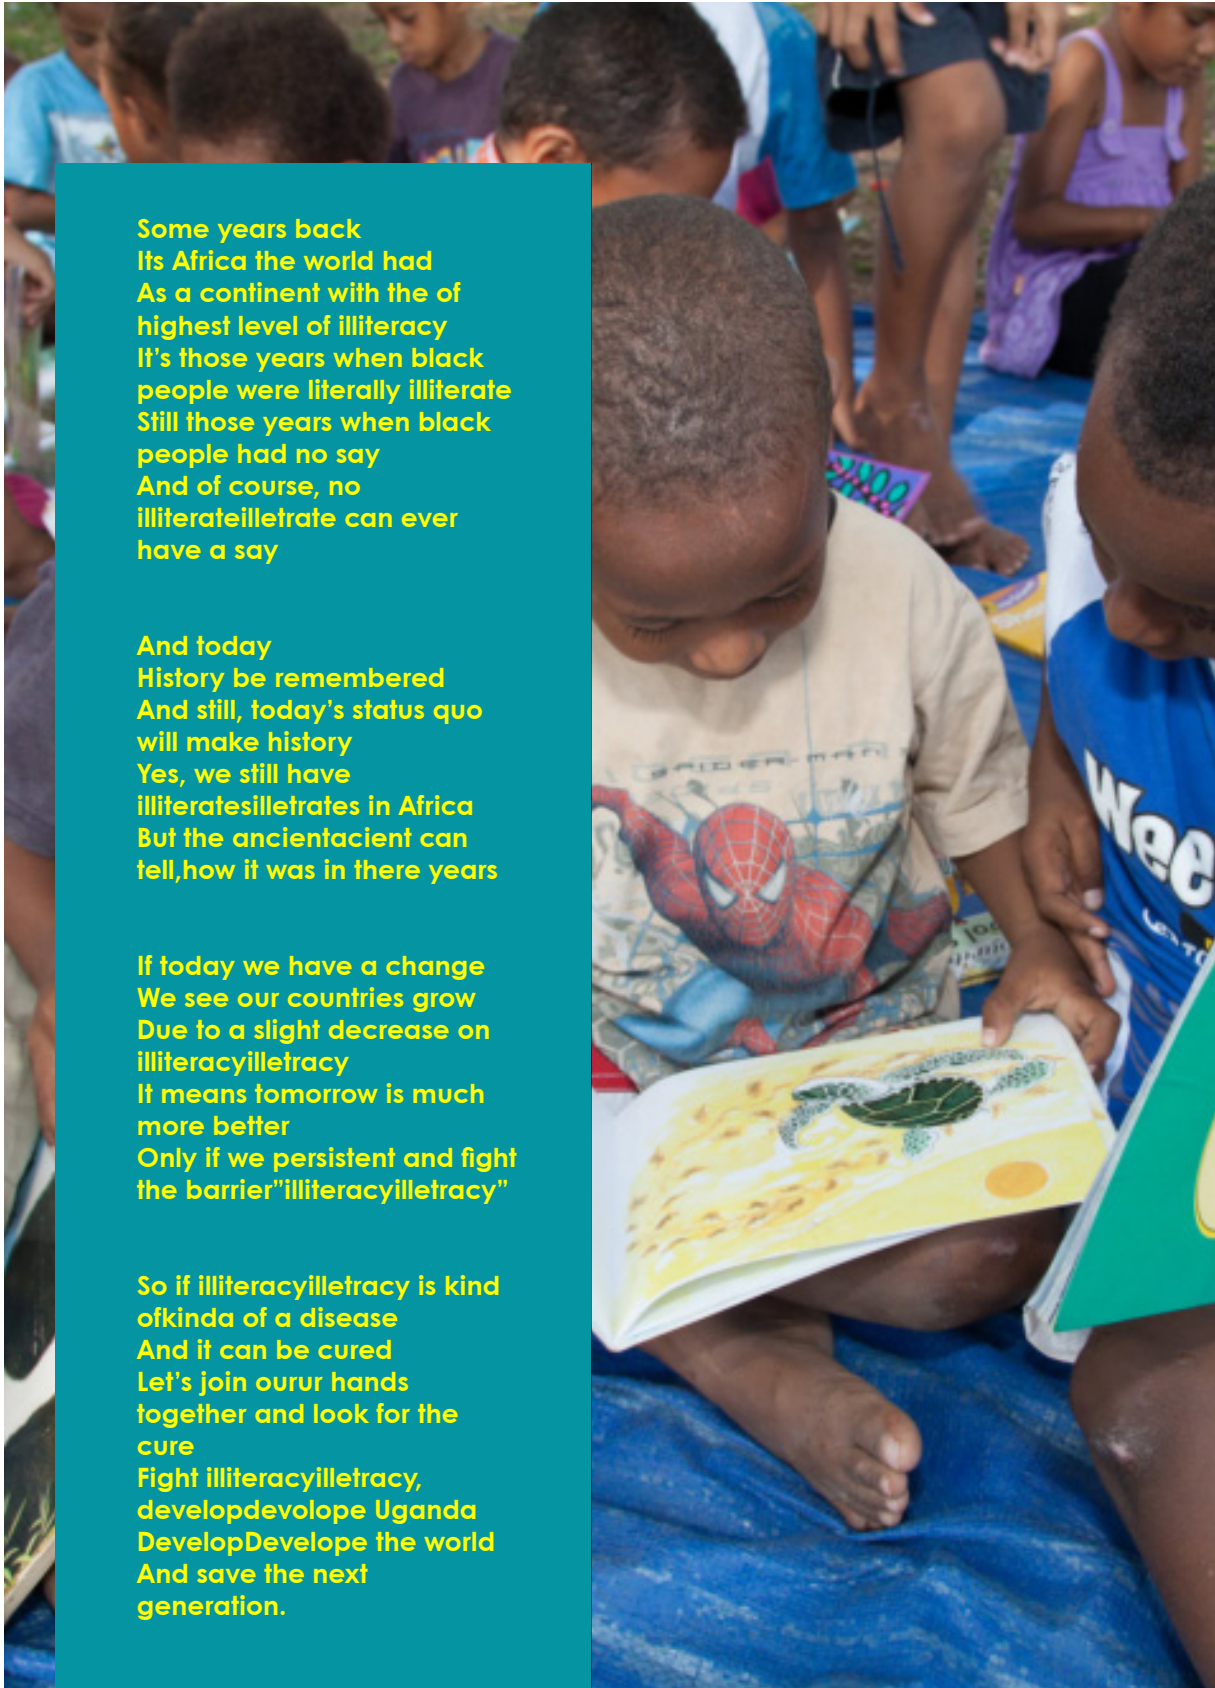 Some years back
Its Africa the world had
As a continent with the of
highest level of illiteracy
It’s those years when black
people were literally illiterate
Still those years when black
people had no say
And of course, no
illiterateilletrate can ever
have a say
And today
History be remembered
And still, today’s status quo
will make history
Yes, we still have
illiteratesilletrates in Africa
But the ancientacient can
tell,how it was in there years
If today we have a change
We see our countries grow
Due to a slight decrease on
illiteracyilletracy
It means tomorrow is much
more better
Only if we persistent and fight
the barrier”illiteracyilletracy”
So if illiteracyilletracy is kind
ofkinda of a disease
And it can be cured
Let’s join ourur hands
together and look for the
cure
Fight illiteracyilletracy,
developdevolope Uganda
DevelopDevelope the world
And save the next
generation.
SPIDER-MAN
Wee